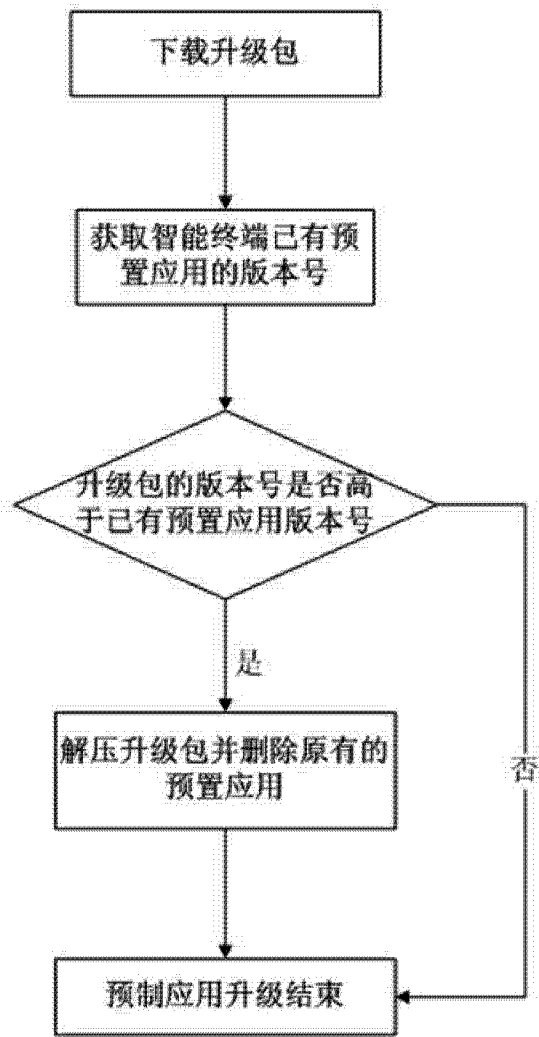 下载升级包
获取智能终端已有预
置应用的版本号
升级包的版本号是否高
于已有预置应用版本号
是
解压升级包并删除原有的
预置应用
否
预制应用升级结束